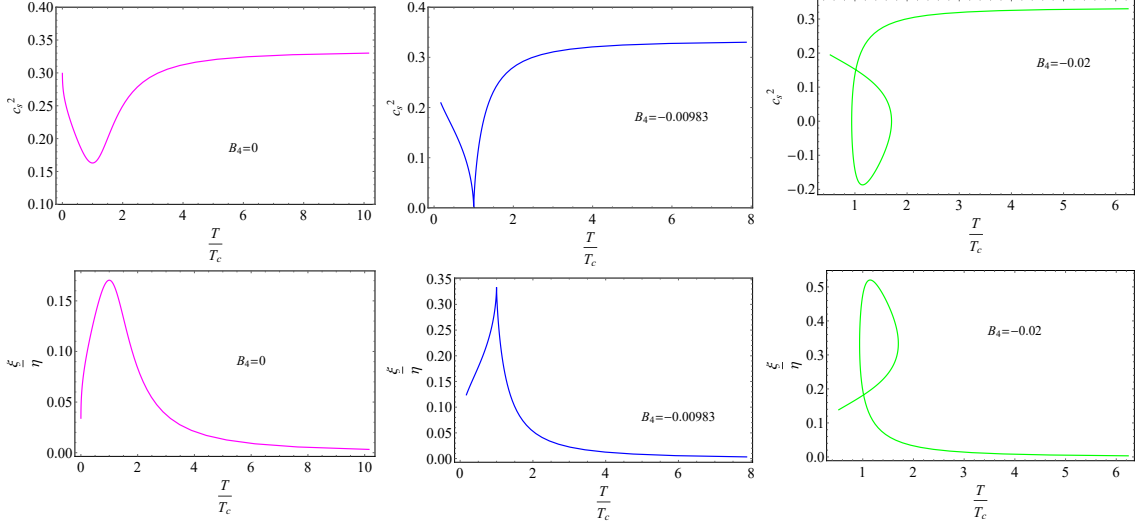 0.40
0.35
0.30
0.25
0.20
0.15
0.10
c_s^2
B_4=0
0 2 4 6 8 10
T/T_c
0.4
0.3
0.2
0.1
0.0
c_s^2
B_4=-0.00983
0 2 4 6 8
T/T_c
0.3
0.2
0.1
0.0
-0.1
-0.2
c_s^2
B_4=-0.02
1 2 3 4 5 6
T/T_c
0.15
0.10
0.05
0.00
ξ/η
B_4=0
0 2 4 6 8 10
T/T_c
0.35
0.30
0.25
0.20
0.15
0.10
0.05
0.00
ξ/η
B_4=-0.00983
0 2 4 6 8
T/T_c
0.5
0.4
0.3
0.2
0.1
0.0
ξ/η
B_4=-0.02
1 2 3 4 5 6
T/T_c